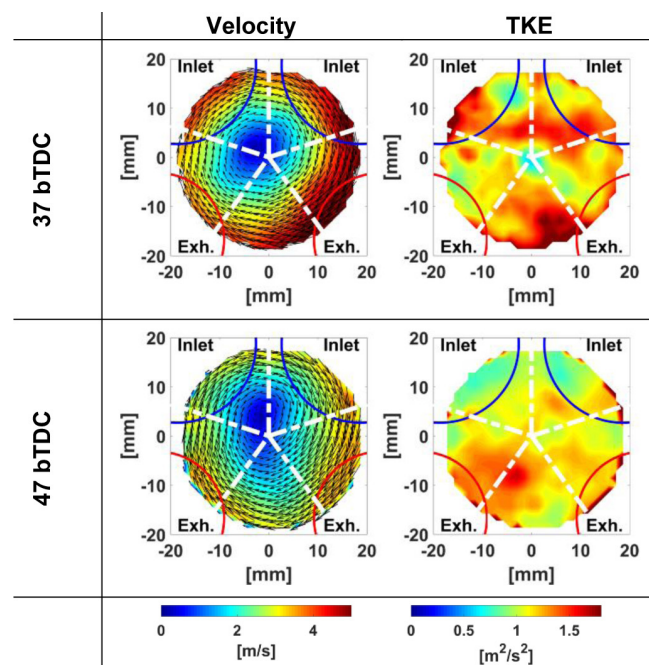 Velocity TKE
37 bTDC
20
10
0
-10
-20
[mm]
Inlet Inlet
Exh. Exh.
-20 -10 0 10 20
[mm]
20
10
0
-10
-20
[mm]
Inlet Inlet
Exh. Exh.
-20 -10 0 10 20
[mm]
47 bTDC
20
10
0
-10
-20
[mm]
Inlet Inlet
Exh. Exh.
-20 -10 0 10 20
[mm]
20
10
0
-10
-20
[mm]
Inlet Inlet
Exh. Exh.
-20 -10 0 10 20
[mm]
0 2 4
[m/s]
0 0.5 1 1.5
[m²/s²]